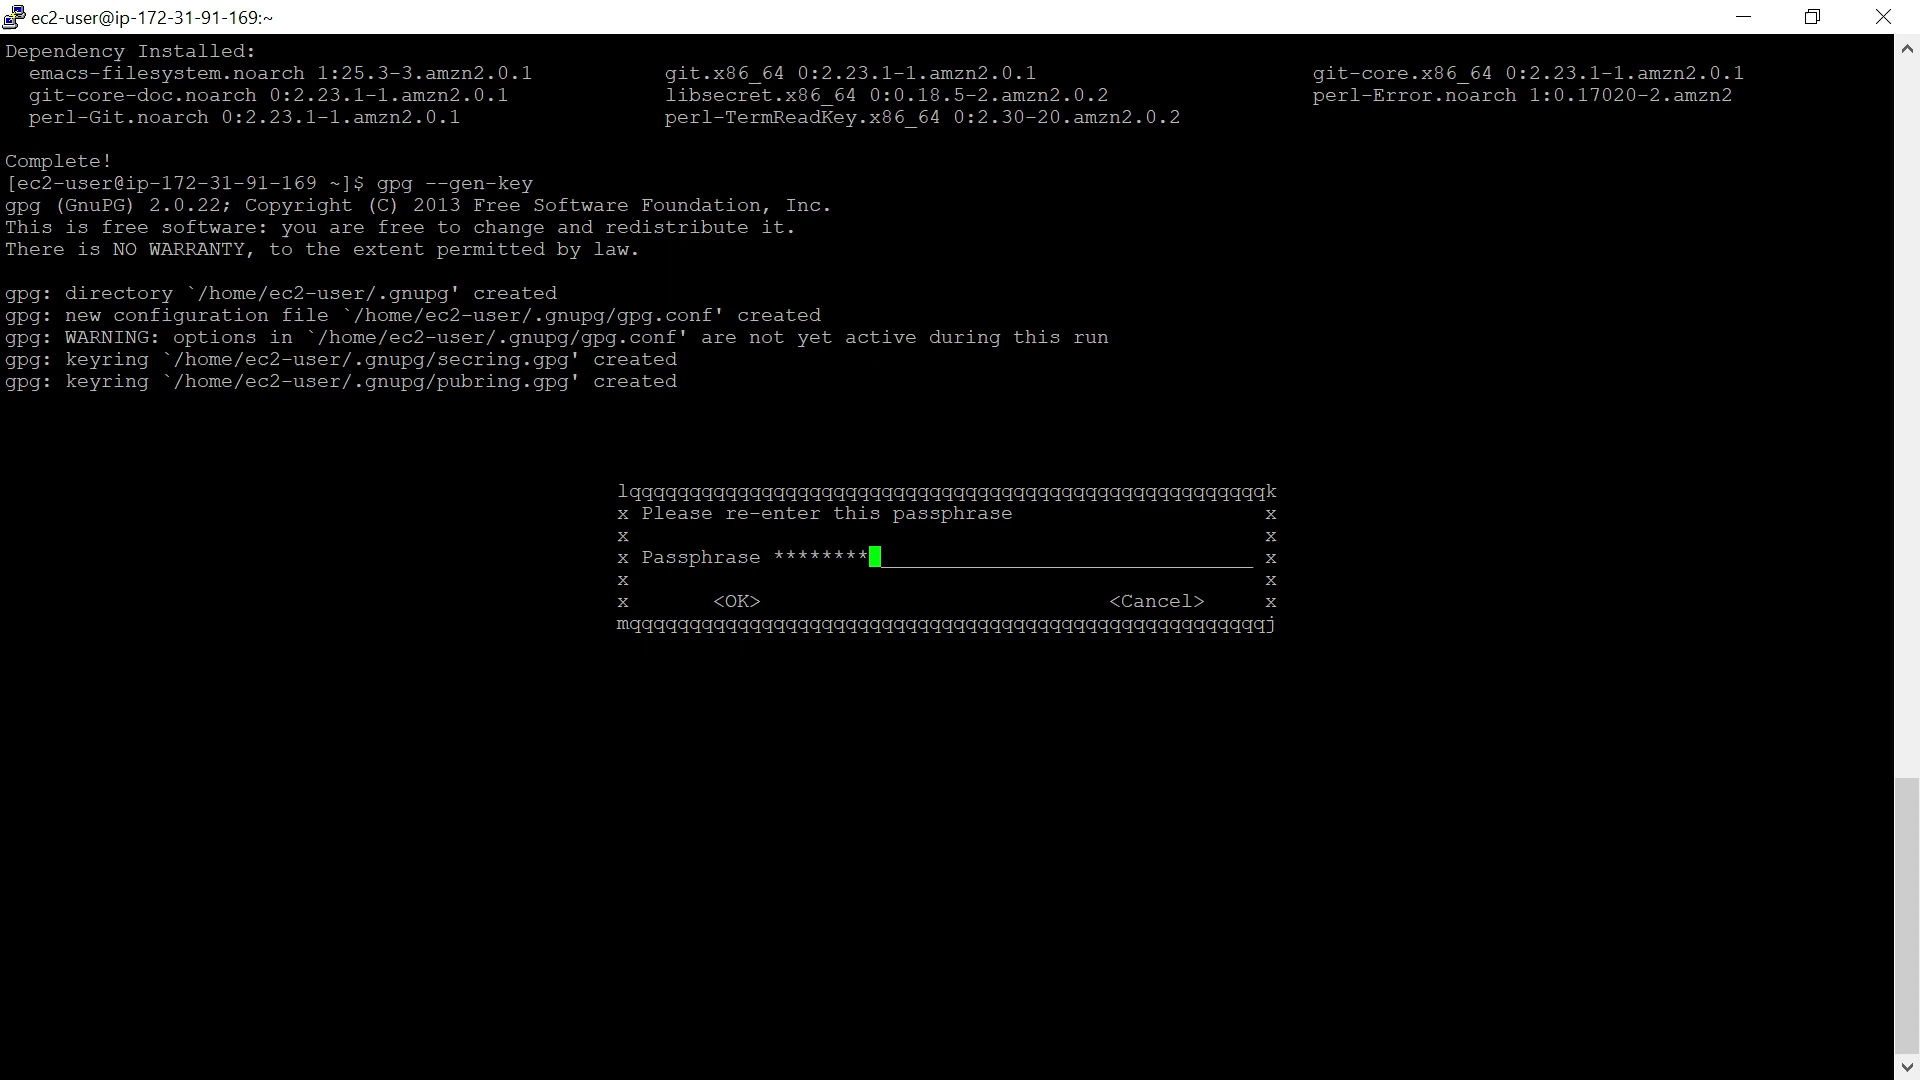 ec2-user@ip-172-31-91-169:~
Dependency Installed:
emacs-filesystem.noarch 1:25.3-3.amzn2.0.1 git.x86_64 0:2.23.1-1.amzn2.0.1 git-core.x86_64 0:2.23.1-1.amzn2.0.1
git-core-doc.noarch 0:2.23.1-1.amzn2.0.1 libsecret.x86_64 0:0.18.5-2.amzn2.0.2 perl-Error.noarch 1:0.17020-2.amzn2
perl-Git.noarch 0:2.23.1-1.amzn2.0.1 perl-TermReadKey.x86_64 0:2.30-20.amzn2.0.2
Complete!
[ec2-user@ip-172-31-91-169 ~]$ gpg --gen-key
gpg (GnuPG) 2.0.22; Copyright (C) 2013 Free Software Foundation, Inc.
This is free software: you are free to change and redistribute it.
There is NO WARRANTY, to the extent permitted by law.
gpg: directory `/home/ec2-user/.gnupg' created
gpg: new configuration file `/home/ec2-user/.gnupg/gpg.conf' created
gpg: WARNING: options in `/home/ec2-user/.gnupg/gpg.conf' are not yet active during this run
gpg: keyring `/home/ec2-user/.gnupg/secring.gpg' created
gpg: keyring `/home/ec2-user/.gnupg/pubring.gpg' created
lqqqqqqqqqqqqqqqqqqqqqqqqqqqqqqqqqqqqqqqqqqqqqqqqqqqqqk
x Please re-enter this passphrase x
x x
x Passphrase ********_______________________________ x
x x
x <OK> <Cancel> x
mqqqqqqqqqqqqqqqqqqqqqqqqqqqqqqqqqqqqqqqqqqqqqqqqqqqqqj